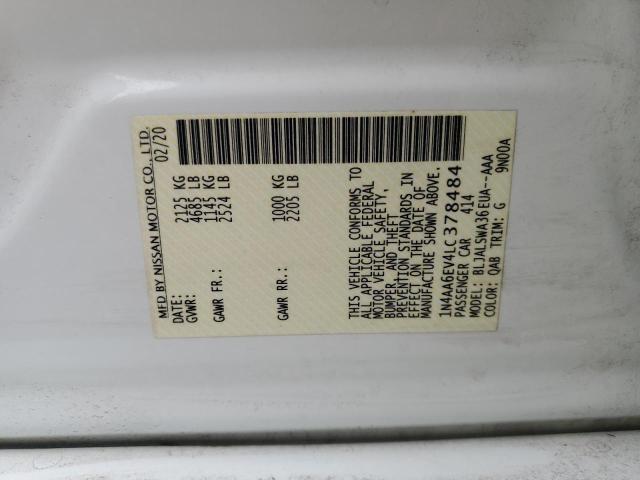 MFD BY NISSAN MOTOR CO., LTD.
02/20
GVWR: 2125 KG
4685 LB
GAWR FR.: 1145 KG
2524 LB
GAWR RR.: 1000 KG
2205 LB
THIS VEHICLE CONFORMS TO
ALL APPLICABLE FEDERAL
MOTOR VEHICLE SAFETY,
BUMPER, AND THEFT
PREVENTION STANDARDS IN
EFFECT ON THE DATE OF
MANUFACTURE SHOWN ABOVE.
1N4AA6EV4LC378484
PASSENGER CAR 414
MODEL: BLJALSWA36EUA--AAA
COLOR: QAB TRIM: G 9N00A